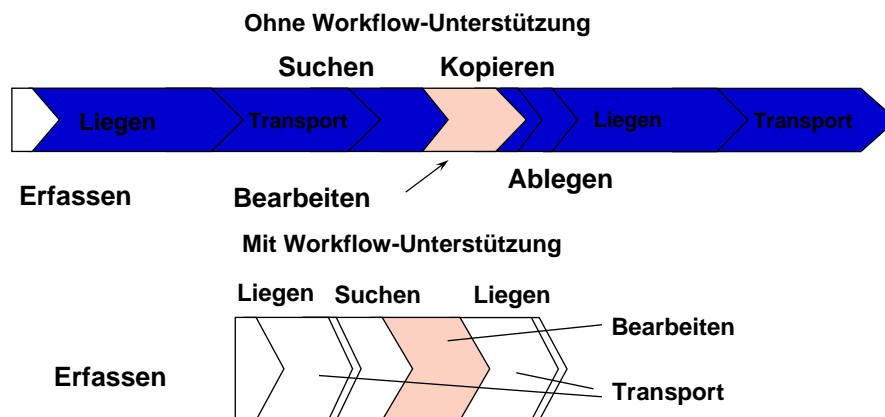 Ohne Workflow-Unterstützung
Suchen Kopieren
Liegen Transport Liegen Transport
Erfassen Bearbeiten Ablegen
Mit Workflow-Unterstützung
Liegen Suchen Liegen
Bearbeiten
Erfassen
Transport